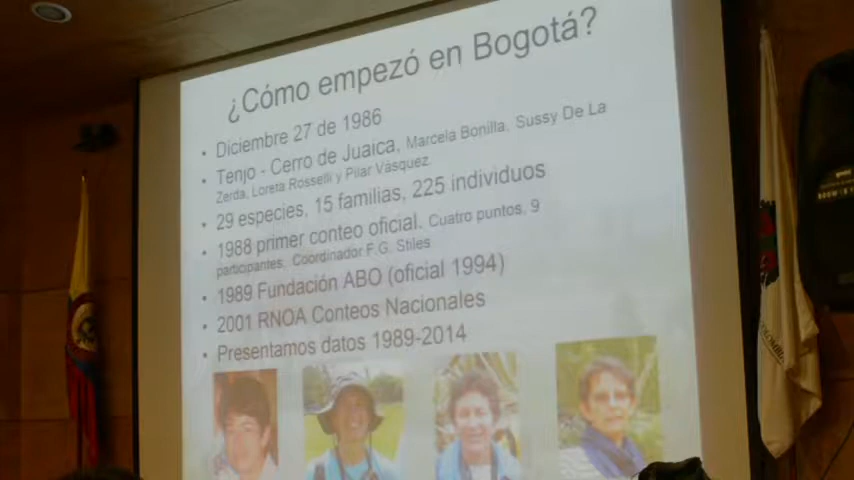 ¿Cómo empezó en Bogotá?
• Diciembre 27 de 1986
• Tenjo - Cerro de Juaica, Marcela Bonilla, Sussy De La
Zerda, Loreta Rosselli y Pilar Vásquez
• 29 especies, 15 familias, 225 individuos
• 1988 primer conteo oficial. Cuatro puntos, 9
participantes, Coordinador F.G. Stiles
• 1989 Fundación ABO (oficial 1994)
• 2001 RNOA Conteos Nacionales
• Presentamos datos 1989-2014